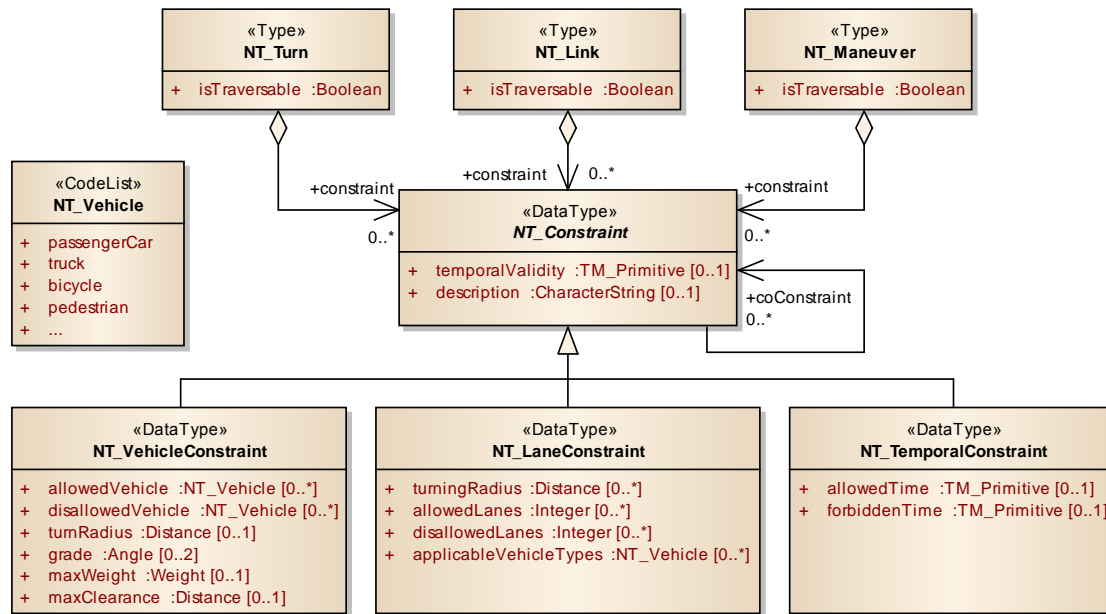 «Type»
NT_Turn
+ isTraversable :Boolean
«Type»
NT_Link
+ isTraversable :Boolean
«Type»
NT_Maneuver
+ isTraversable :Boolean
«CodeList»
NT_Vehicle
+ passengerCar
+ truck
+ bicycle
+ pedestrian
+ ...
+constraint
0..*
+constraint
0..*
+constraint
0..*
«DataType»
NT_Constraint
+ temporalValidity :TM_Primitive [0..1]
+ description :CharacterString [0..1]
+coConstraint
0..*
«DataType»
NT_VehicleConstraint
+ allowedVehicle :NT_Vehicle [0..*]
+ disallowedVehicle :NT_Vehicle [0..*]
+ turnRadius :Distance [0..1]
+ grade :Angle [0..2]
+ maxWeight :Weight [0..1]
+ maxClearance :Distance [0..1]
«DataType»
NT_LaneConstraint
+ turningRadius :Distance [0..*]
+ allowedLanes :Integer [0..*]
+ disallowedLanes :Integer [0..*]
+ applicableVehicleTypes :NT_Vehicle [0..*]
«DataType»
NT_TemporalConstraint
+ allowedTime :TM_Primitive [0..1]
+ forbiddenTime :TM_Primitive [0..1]